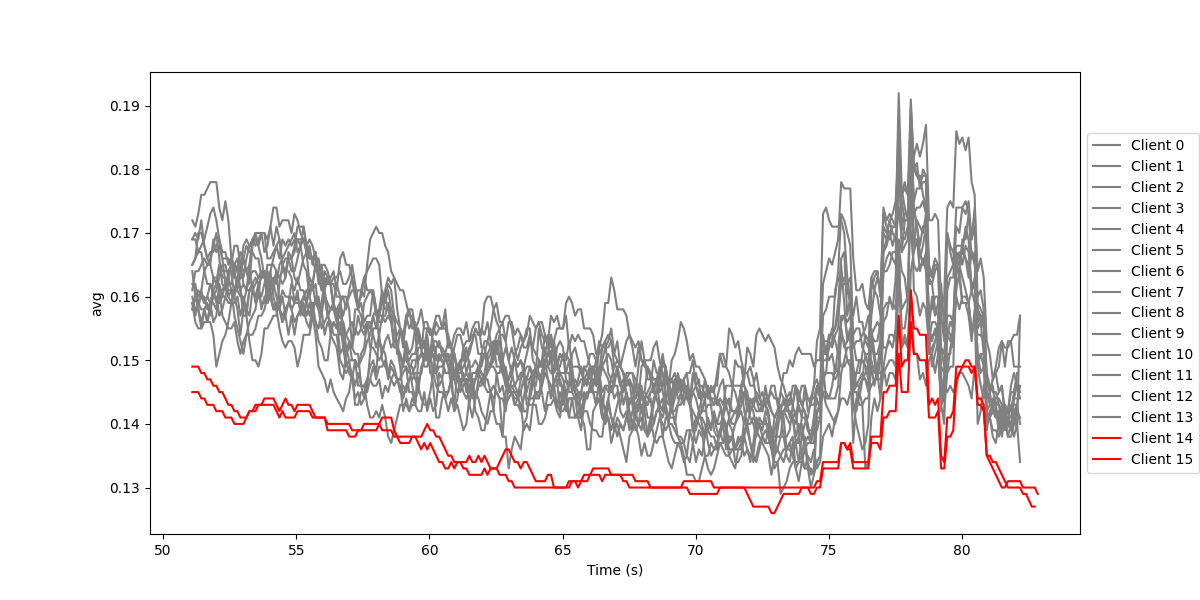 0.19
0.18
0.17
0.16
0.15
0.14
0.13
avg
50 55 60 65 70 75 80
Time (s)
Client 0
Client 1
Client 2
Client 3
Client 4
Client 5
Client 6
Client 7
Client 8
Client 9
Client 10
Client 11
Client 12
Client 13
Client 14
Client 15